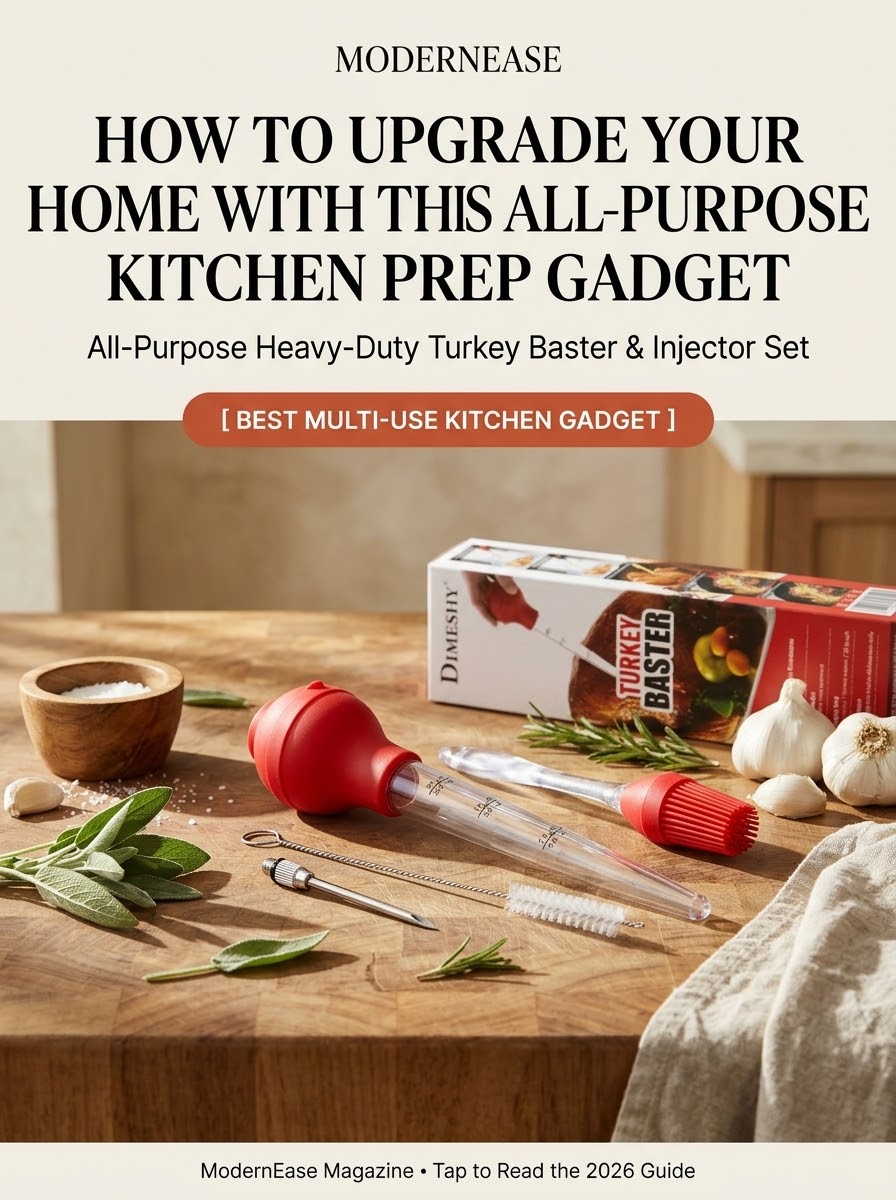 MODERNEASE
HOW TO UPGRADE YOUR
HOME WITH THIS ALL-PURPOSE
KITCHEN PREP GADGET
All-Purpose Heavy-Duty Turkey Baster & Injector Set
[ BEST MULTI-USE KITCHEN GADGET ]
DIMESHY
TURKEY
BASTER
ModernEase Magazine • Tap to Read the 2026 Guide